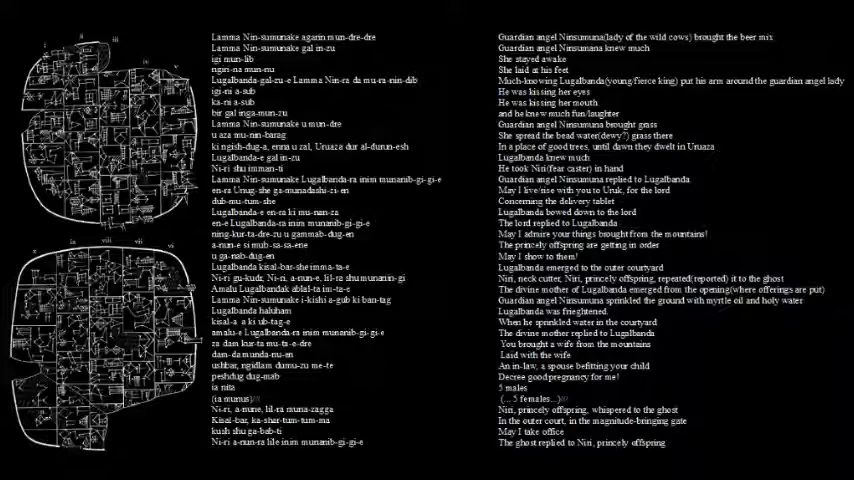 i ii iii
iv v
Lamma Nin-sumunake agarin mun-dre-dre
Lamma Nin-sumunake gal in-zu
igi mun-lib
ngiri-na mun-nu
Lugalbanda-gal-zu-e Lamma Nin-ra da mu-ra-nin-dib
igi-ni a-sub
ka-ni a-sub
bir gal inga-mun-zu
Lamma Nin-sumunake u mun-dre
u aza mu-nin-barag
ki ngish-dug-a, enna u zal, Uruaza dur al-durun-esh
Lugalbanda-e gal in-zu
Ni-ri shu imman-ti
Lamma Nin-sumunake Lugalbanda-ra inim munanib-gi-gi-e
en-ra Unug-she ga-munadashi-zi-en
dub-mu-tum-she
Lugalbanda-e en-ra ki mu-nan-za
en-e Lugalbanda-ra inim munanib-gi-gi-e
ning-kur-ta-dre-zu u gammab-dug-en
a-nun-e si mub-sa-sa-ene
u ga-nab-dug-en
Lugalbanda kisal-bar-she imma-ta-e
Ni-ri gu-kudr, Ni-ri, a-nun-e, lil-ra shu munanin-gi
Amalu Lugalbandak ablal-ta im-ta-e
Lamma Nin-sumunake i-kishi a-gub ki ban-tag
Lugalbanda haluham
kisal-a a ki ub-tag-e
amalu-e Lugalbanda-ra inim munanib-gi-gi-e
za dam kur-ta mu-ta-e-dre
dam-da munda-nu-en
ushbar, ngidlam dumu-zu me-te
peshdug dug-mab
ia nita
(ia munus)///
Ni-ri, a-nune, lil-ra muna-zagga
Kisal-bar, ka-shar-tum-tum-ma
kush shu ga-bab-ti
Ni-ri a-nun-ra lile inim munanib-gi-gi-e
x ix viii vii vi
Guardian angel Ninsumuna(lady of the wild cows) brought the beer mix
Guardian angel Ninsumana knew much
She stayed awake
She laid at his feet
Much-knowing Lugalbanda(young/fierce king) put his arm around the guardian angel lady
He was kissing her eyes
He was kissing her mouth
and he knew much fun/laughter
Guardian angel Ninsumuna brought grass
She spread the bead water(dewy?) grass there
In a place of good trees, until dawn they dwelt in Uruaza
Lugalbanda knew much
He took Niri(fear caster) in hand
Guardian angel Ninsumuna replied to Lugalbanda
May I live/rise with you to Uruk, for the lord
Concerning the delivery tablet
Lugalbanda bowed down to the lord
The lord replied to Lugalbanda
May I admire your things brought from the mountains!
The princely offspring are getting in order
May I show to them!
Lugalbanda emerged to the outer courtyard
Niri, neck cutter, Niri, princely offspring, repeated(reported) it to the ghost
The divine mother of Lugalbanda emerged from the opening(where offerings are put)
Guardian angel Ninsumuna sprinkled the ground with myrtle oil and holy water
Lugalbanda was frieghtened.
When he sprinkled water in the courtyard
The divine mother replied to Lugalbanda
You brought a wife from the mountains
Laid with the wife
An in-law, a spouse befitting your child
Decree good pregnancy for me!
5 males
(... 5 females...)///
Niri, princely offspring, whispered to the ghost
In the outer court, in the magnitude-bringing gate
May I take office
The ghost replied to Niri, princely offspring